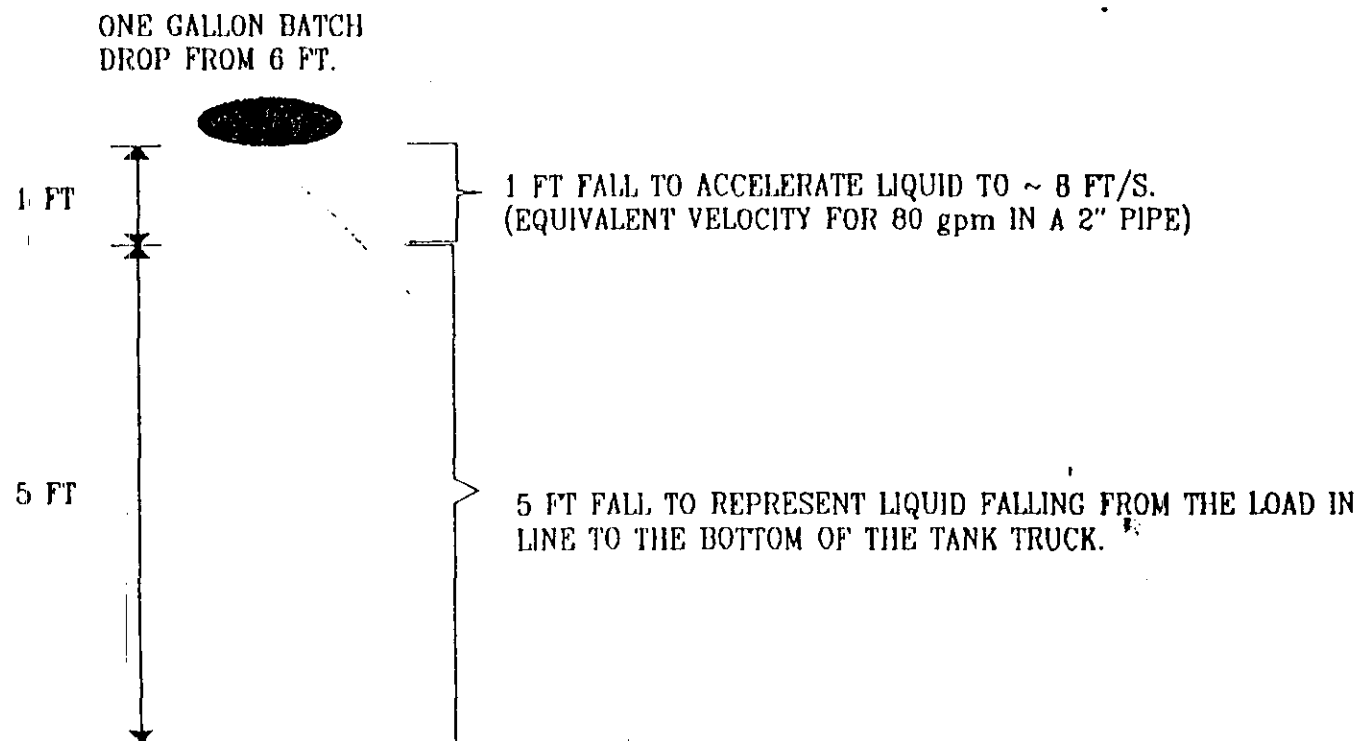 ONE GALLON BATCH
DROP FROM 6 FT.
1 FT
1 FT FALL TO ACCELERATE LIQUID TO ~ 8 FT/S.
(EQUIVALENT VELOCITY FOR 80 gpm IN A 2" PIPE)
5 FT
5 FT FALL TO REPRESENT LIQUID FALLING FROM THE LOAD IN
LINE TO THE BOTTOM OF THE TANK TRUCK.